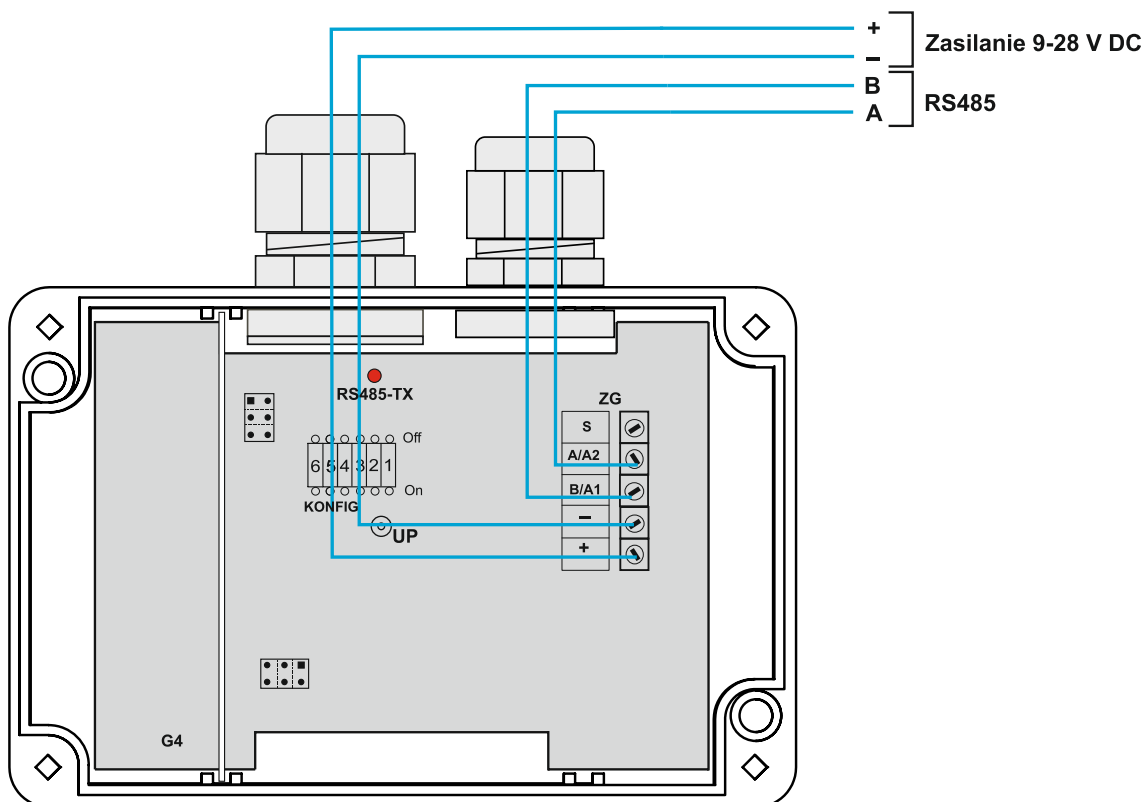 +
Zasilanie 9-28 V DC
–
B
RS485
A
RS485-TX
ZG
S
Off
A/A2
6 5 4 3 2 1
B/A1
On
KONFIG
–
UP
+
G4